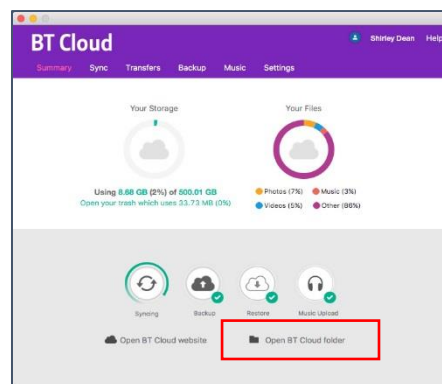 BT Cloud
Shirley Dean Help
Summary Sync Transfers Backup Music Settings
Your Storage
Your Files
Using 8.68 GB (2%) of 500.01 GB
Open your trash which uses 33.73 MB (0%)
Photos (7%) Music (3%)
Videos (5%) Other (86%)
Syncing Backup Restore Music Upload
Open BT Cloud website Open BT Cloud folder